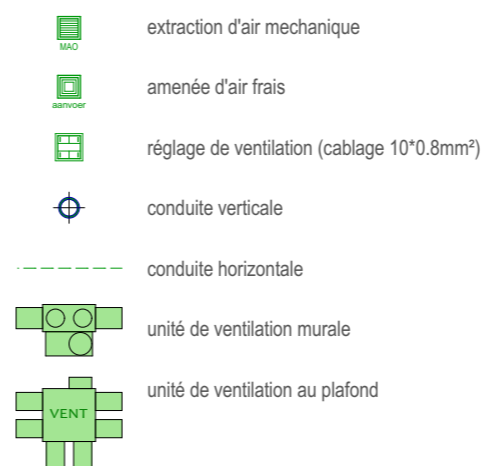 extraction d'air mechanique
MAO
amenée d'air frais
aanvoer
réglage de ventilation (cablage 10*0.8mm²)
conduite verticale
conduite horizontale
unité de ventilation murale
unité de ventilation au plafond
VENT